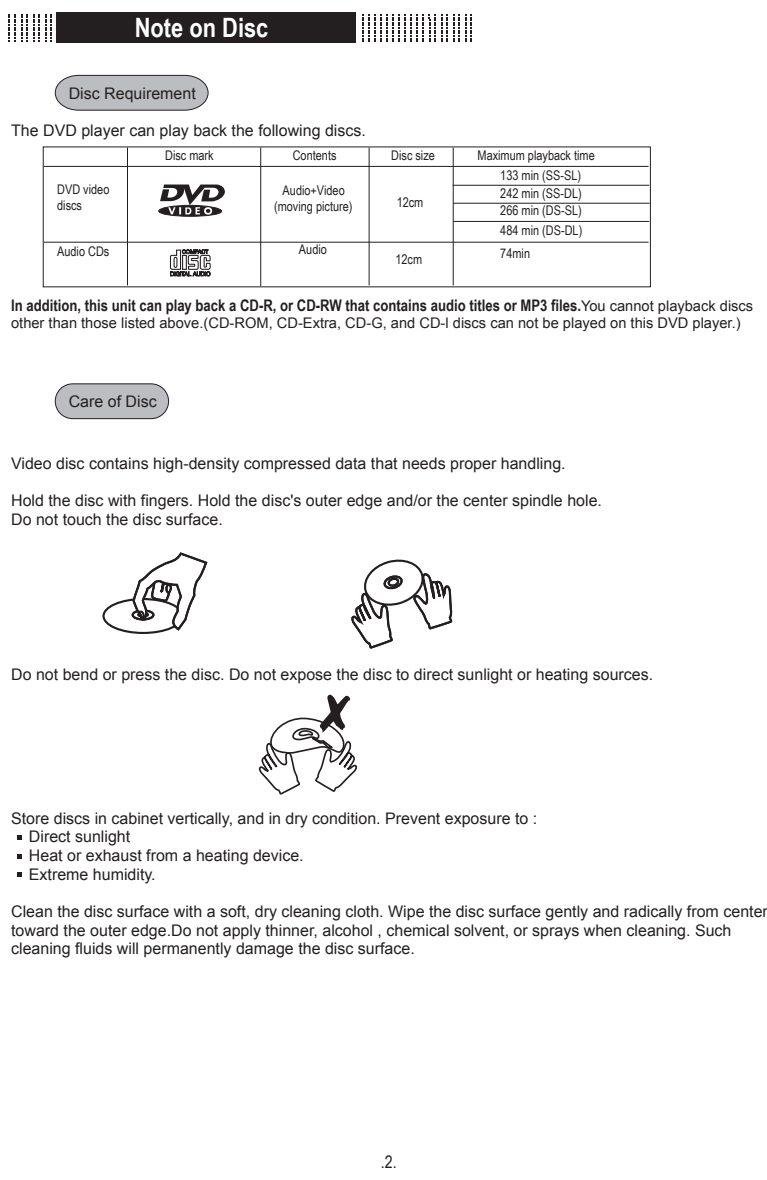 Note on Disc
Disc Requirement
The DVD player can play back the following discs.
Disc mark Contents Disc size Maximum playback time
DVD video
discs
DVD
VIDEO
Audio+Video
(moving picture)
12cm
133 min (SS-SL)
242 min (SS-DL)
266 min (DS-SL)
484 min (DS-DL)
Audio CDs
COMPACT
disc
DIGITAL AUDIO
Audio
12cm
74min
In addition, this unit can play back a CD-R, or CD-RW that contains audio titles or MP3 files.You cannot playback discs
other than those listed above.(CD-ROM, CD-Extra, CD-G, and CD-I discs can not be played on this DVD player.)
Care of Disc
Video disc contains high-density compressed data that needs proper handling.
Hold the disc with fingers. Hold the disc's outer edge and/or the center spindle hole.
Do not touch the disc surface.
Do not bend or press the disc. Do not expose the disc to direct sunlight or heating sources.
Store discs in cabinet vertically, and in dry condition. Prevent exposure to :
▪ Direct sunlight
▪ Heat or exhaust from a heating device.
▪ Extreme humidity.
Clean the disc surface with a soft, dry cleaning cloth. Wipe the disc surface gently and radically from center
toward the outer edge.Do not apply thinner, alcohol , chemical solvent, or sprays when cleaning. Such
cleaning fluids will permanently damage the disc surface.
.2.